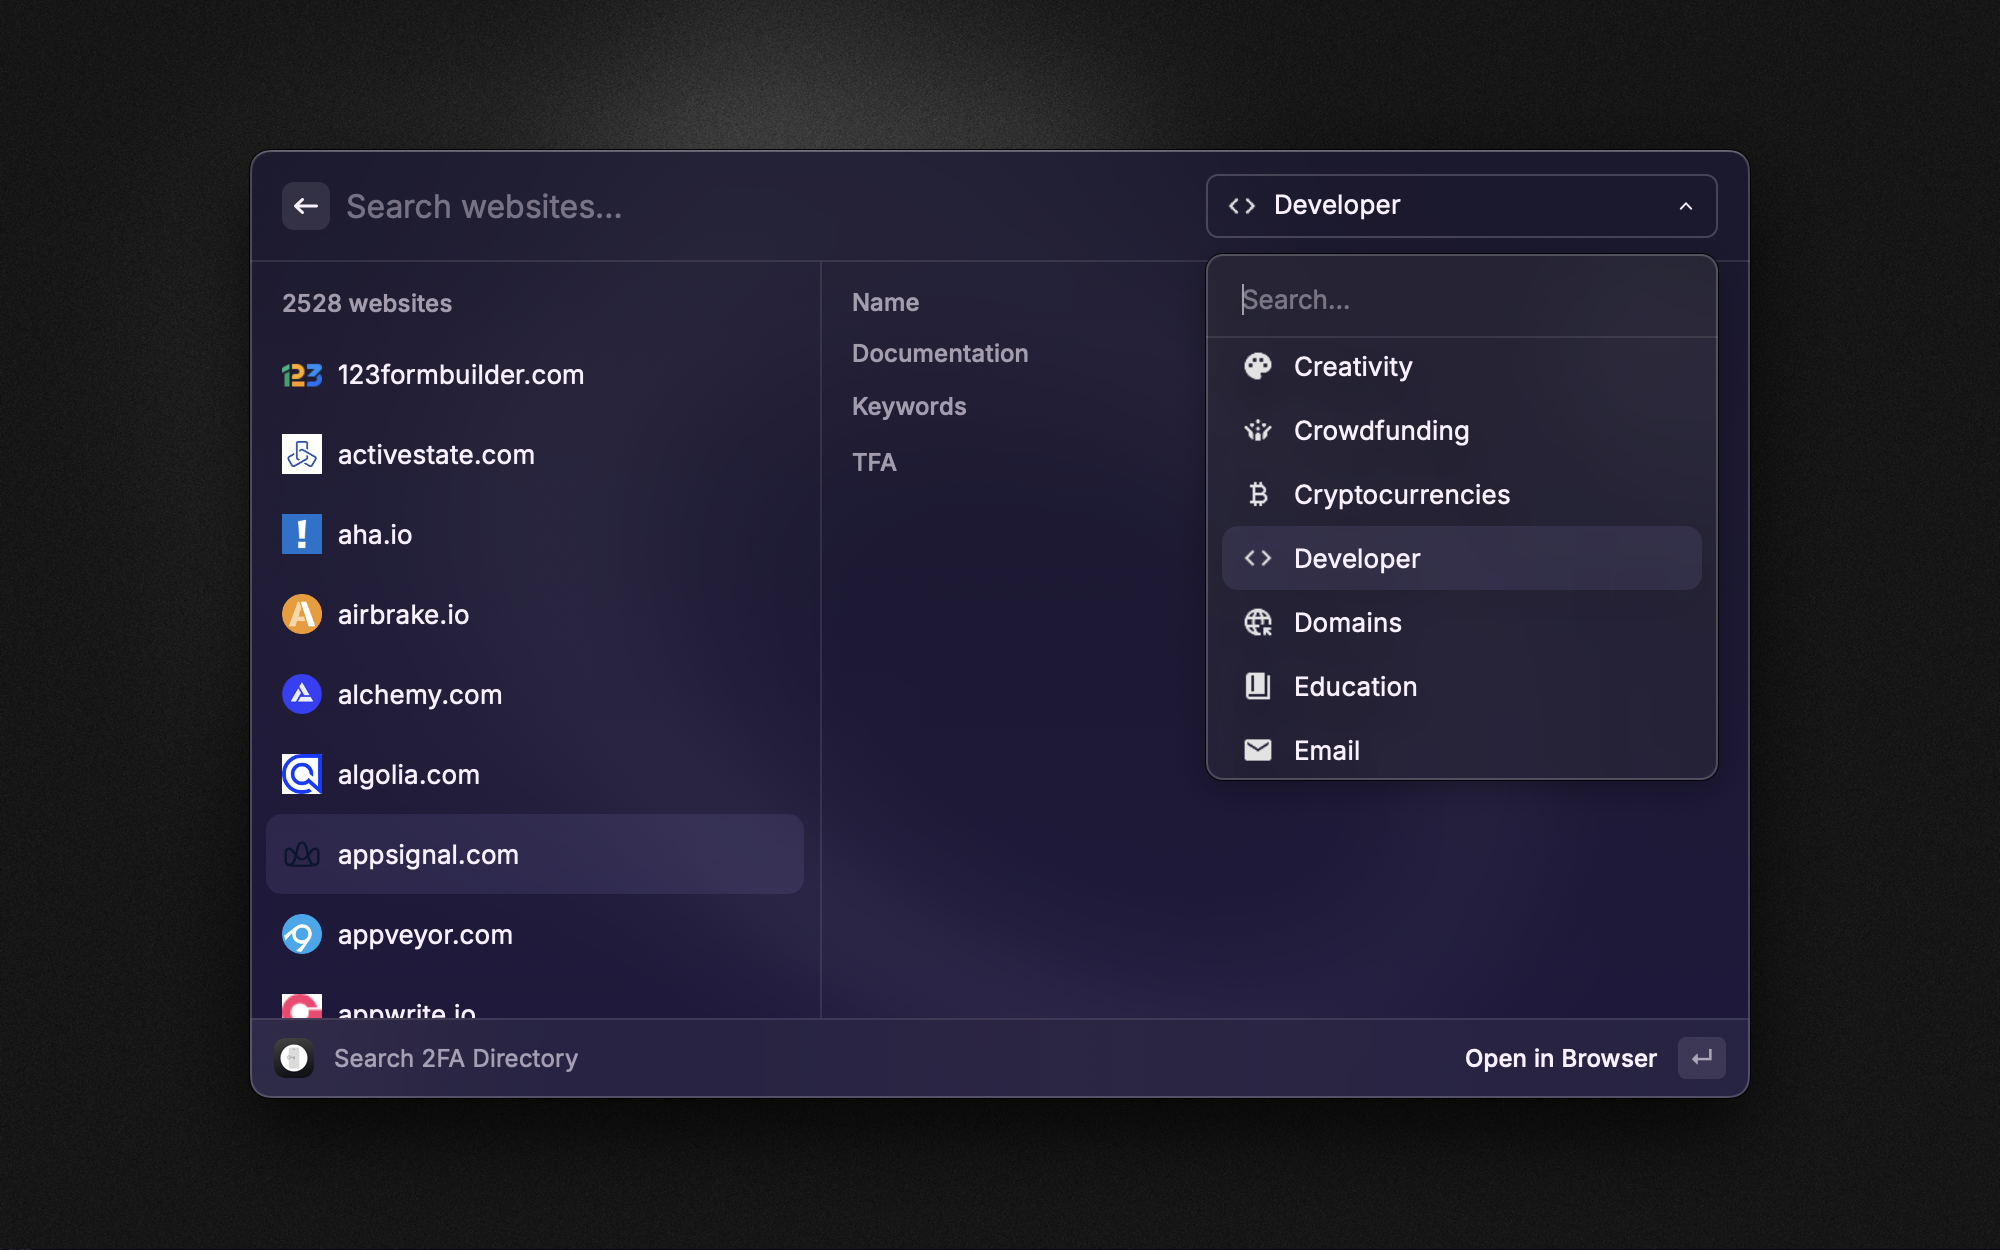 Search websites...
Developer
2528 websites
123formbuilder.com
activestate.com
aha.io
airbrake.io
alchemy.com
algolia.com
appsignal.com
appveyor.com
appwrite.io
Name
Documentation
Keywords
TFA
Search...
Creativity
Crowdfunding
Cryptocurrencies
Developer
Domains
Education
Email
Search 2FA Directory
Open in Browser